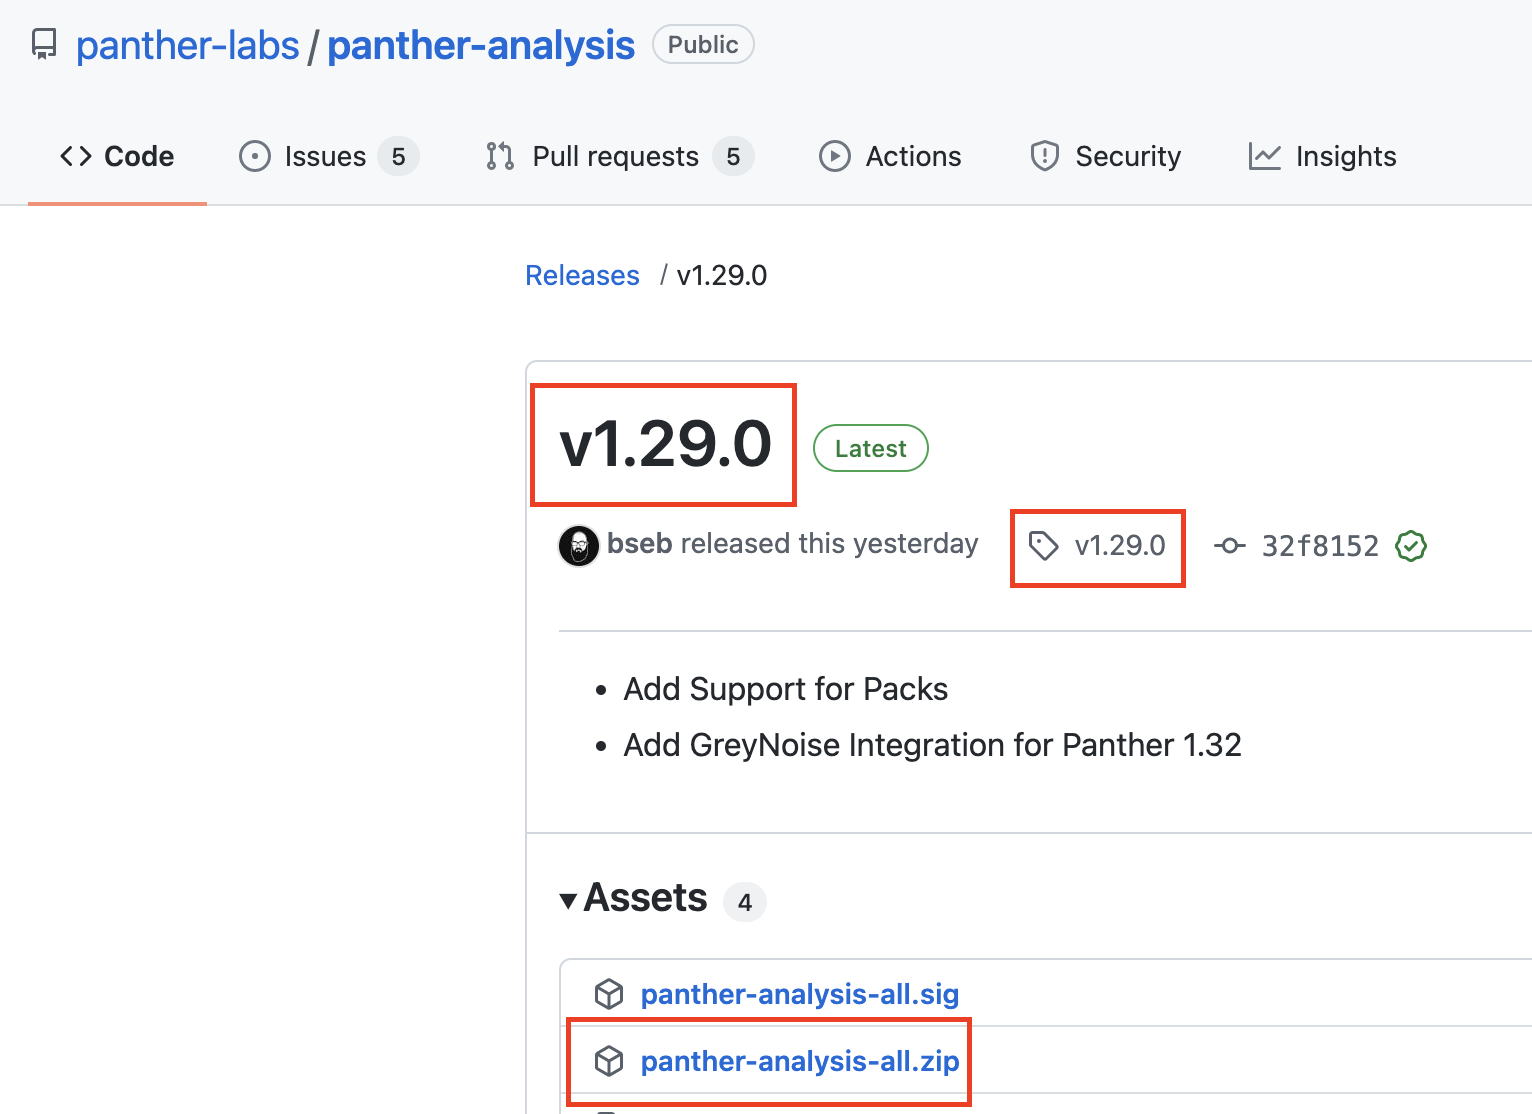 panther-labs / panther-analysis Public
Code Issues 5 Pull requests 5 Actions Security Insights
Releases / v1.29.0
v1.29.0 Latest
bseb released this yesterday v1.29.0 32f8152
• Add Support for Packs
• Add GreyNoise Integration for Panther 1.32
Assets 4
panther-analysis-all.sig
panther-analysis-all.zip